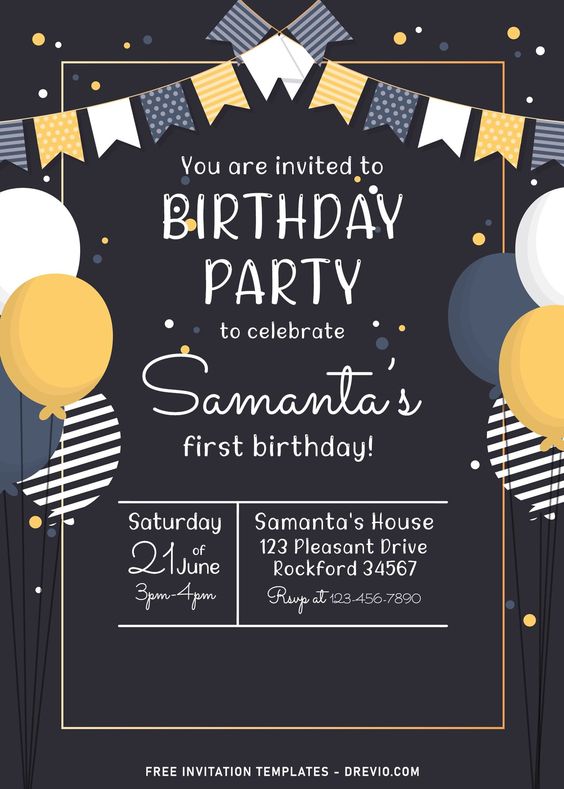 You are invited to
BIRTHDAY
PARTY
to celebrate
Samanta's
first birthday!
Saturday
21 of June
3pm-4pm
Samanta's House
123 Pleasant Drive
Rockford 34567
Rsvp at 123-456-7890
FREE INVITATION TEMPLATES - DREVIO.COM